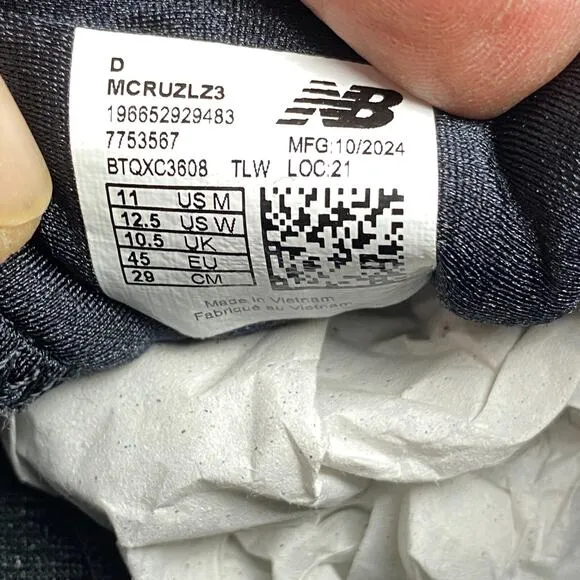 D
MCRUZLZ3
196652929483
7753567
BTQXC3608 TLW
NB
MFG:10/2024
LOC:21
11 US M
12.5 US W
10.5 UK
45 EU
29 CM
Made in Vietnam
Fabriqué au Vietnam